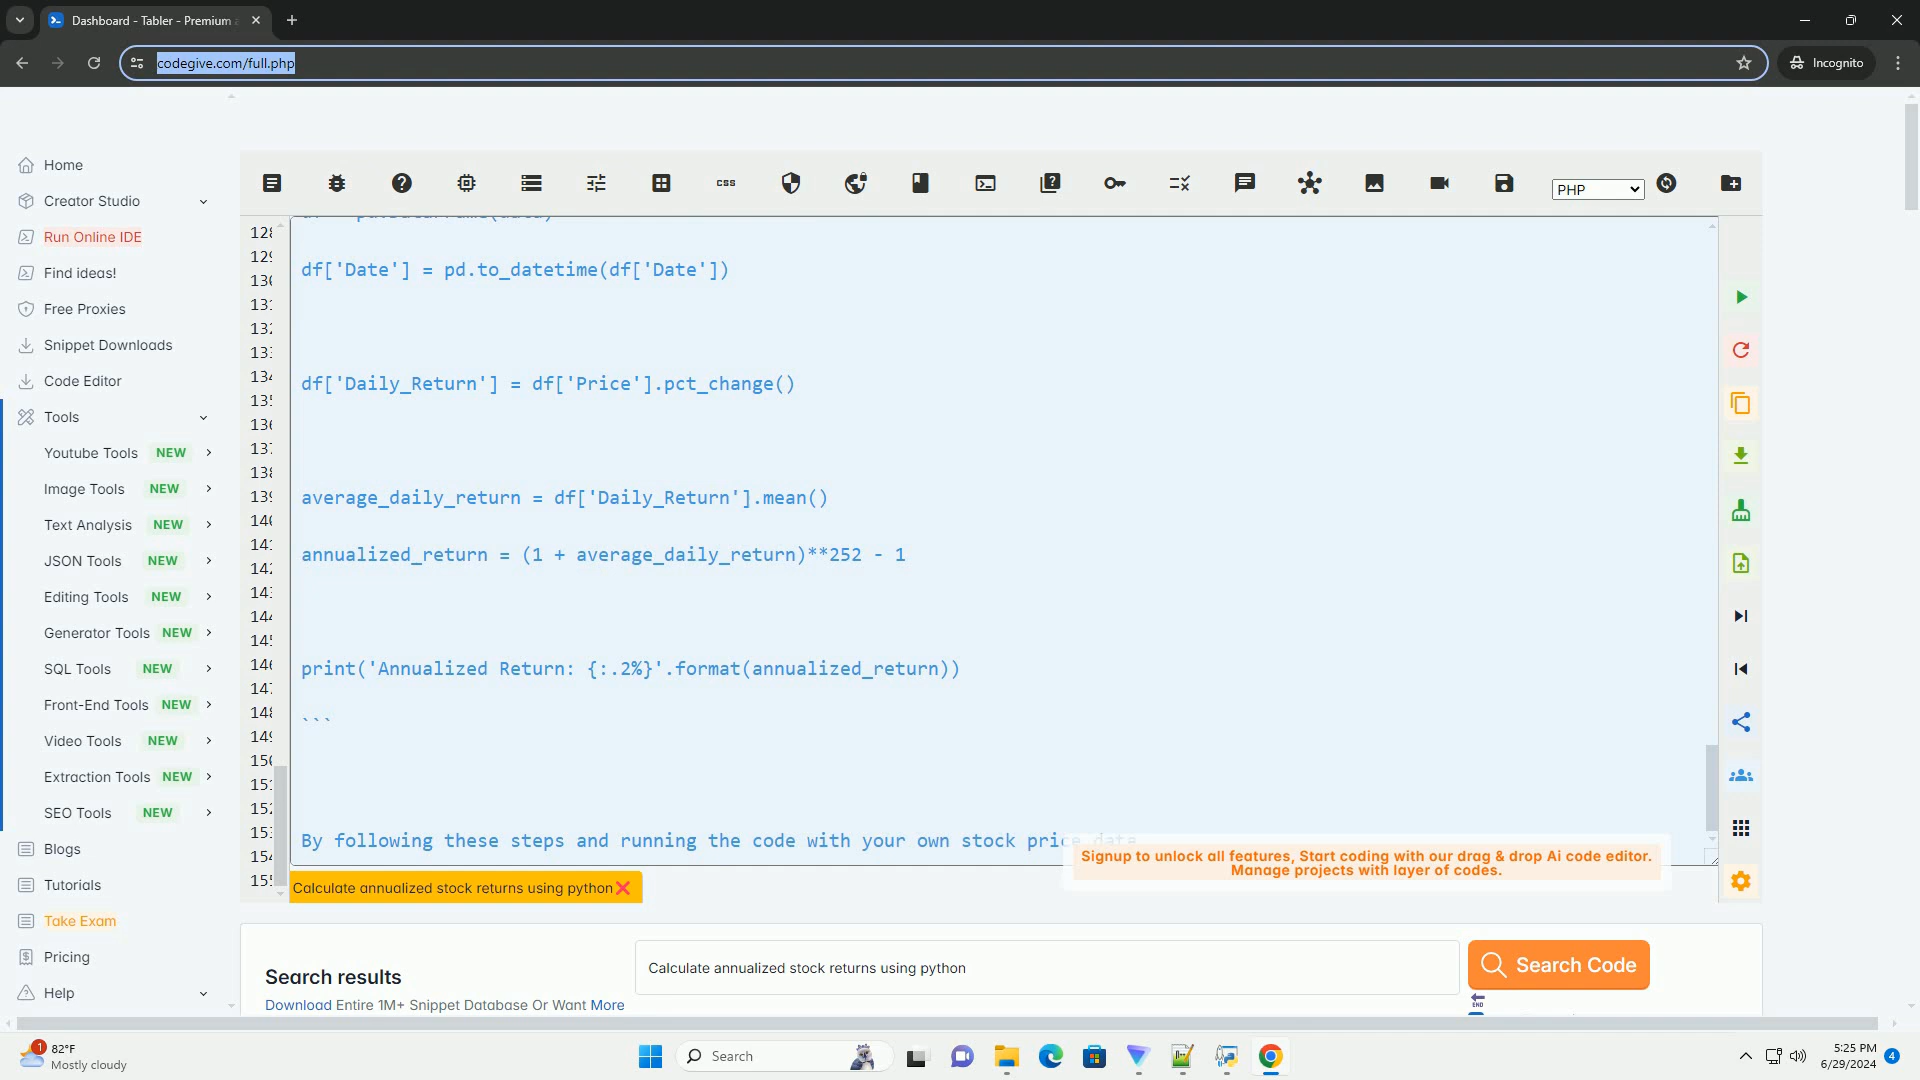 Dashboard - Tabler - Premium
codegive.com/full.php
Incognito
Home
Creator Studio
Run Online IDE
Find ideas!
Free Proxies
Snippet Downloads
Code Editor
Tools
Youtube Tools NEW
Image Tools NEW
Text Analysis NEW
JSON Tools NEW
Editing Tools NEW
Generator Tools NEW
SQL Tools NEW
Front-End Tools NEW
Video Tools NEW
Extraction Tools NEW
SEO Tools NEW
Blogs
Tutorials
Take Exam
Pricing
Help
css
PHP
df['Date'] = pd.to_datetime(df['Date'])
df['Daily_Return'] = df['Price'].pct_change()
average_daily_return = df['Daily_Return'].mean()
annualized_return = (1 + average_daily_return)**252 - 1
print('Annualized Return: {:.2%}'.format(annualized_return))
```
By following these steps and running the code with your own stock price
Signup to unlock all features, Start coding with our drag & drop Ai code editor.
Manage projects with layer of codes.
Calculate annualized stock returns using python
Search results
Download Entire 1M+ Snippet Database Or Want More
Calculate annualized stock returns using python
Search Code
END
1
82°F
Mostly cloudy
Search
5:25 PM
6/29/2024
4